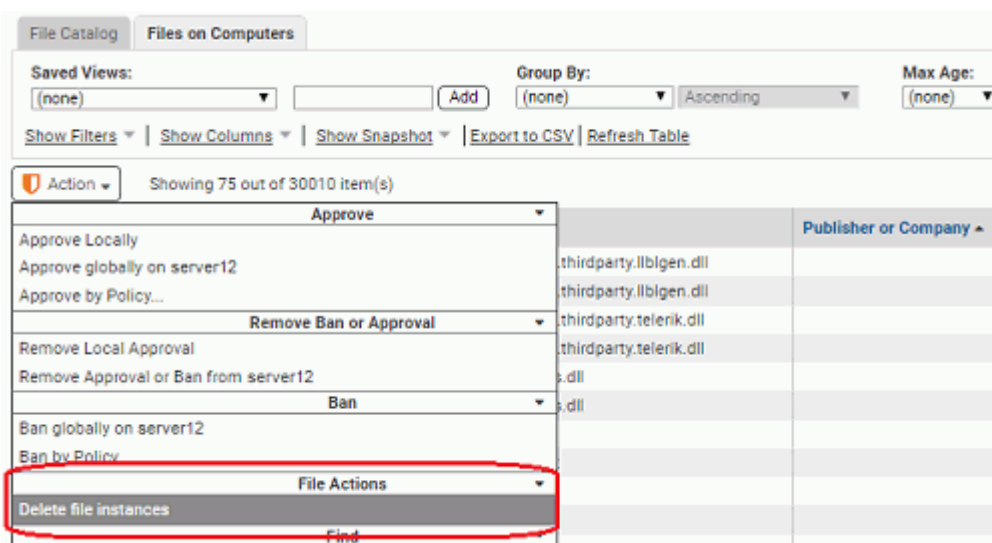 File Catalog Files on Computers
Saved Views: Group By: Max Age:
(none) Add (none) Ascending (none)
Show Filters | Show Columns | Show Snapshot | Export to CSV | Refresh Table
Action Showing 75 out of 30010 item(s)
Approve
Publisher or Company
Approve Locally
Approve globally on server12 .thirdparty.llblgen.dll
Approve by Policy... .thirdparty.llblgen.dll
Remove Ban or Approval .thirdparty.telerik.dll
Remove Local Approval .thirdparty.telerik.dll
Remove Approval or Ban from server12 s.dll
Ban s.dll
Ban globally on server12
Ban by Policy
File Actions
Delete file instances
Find